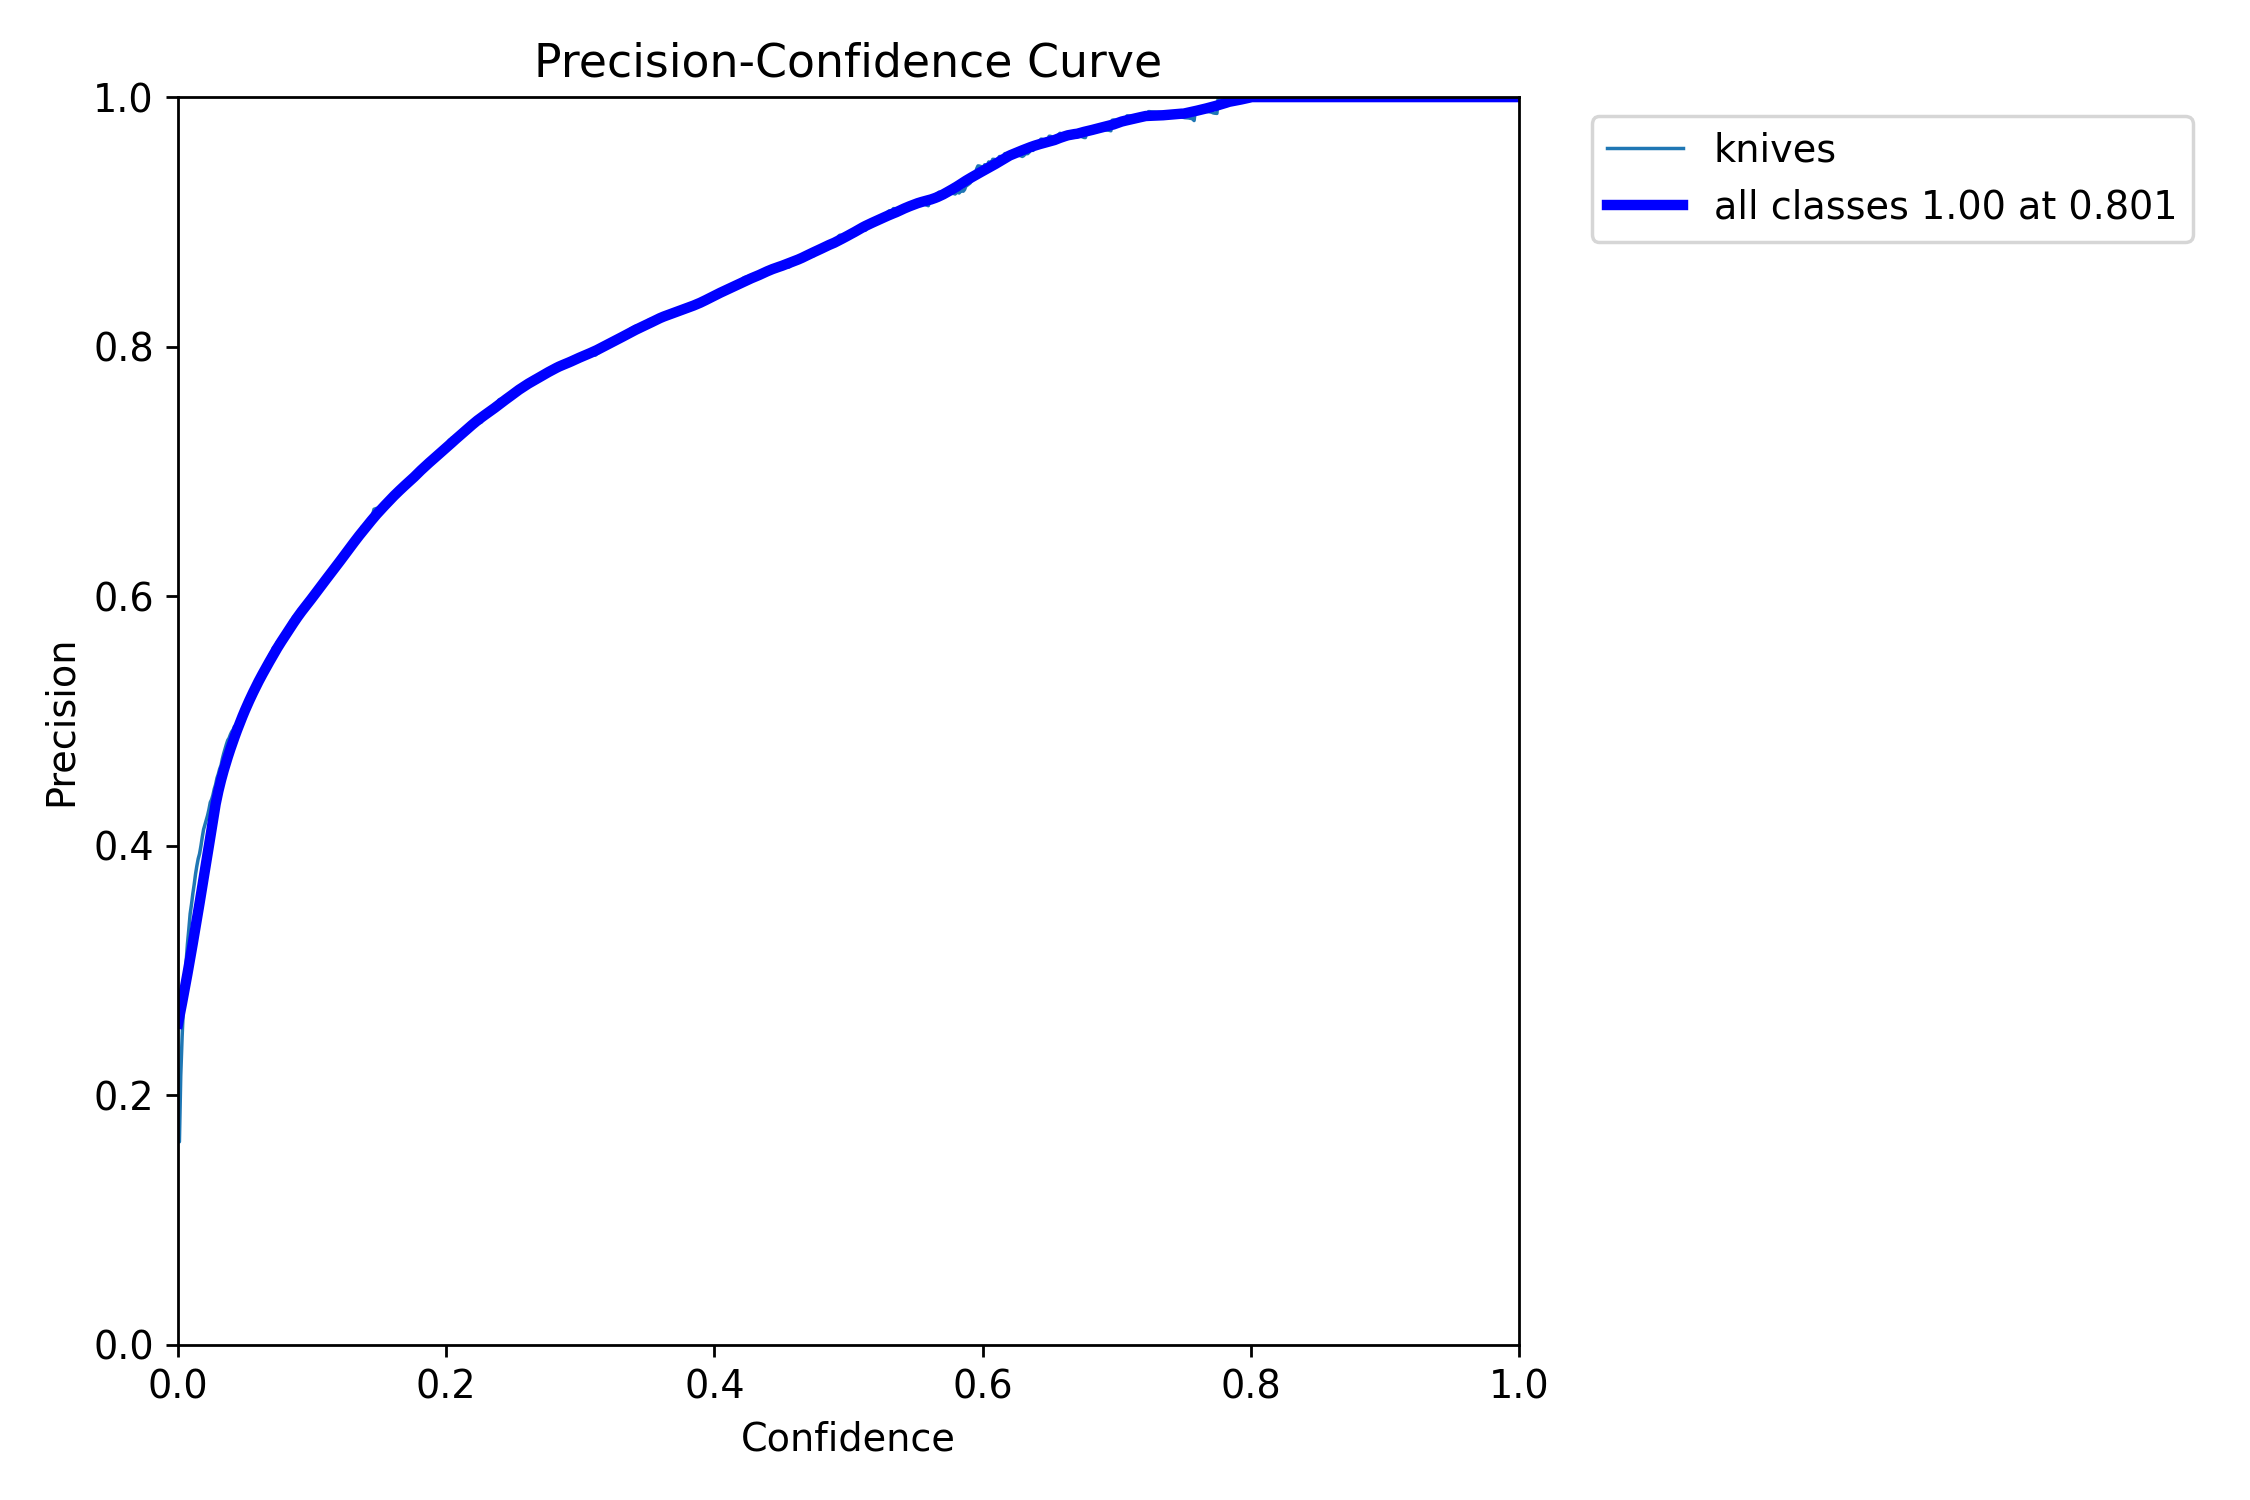 Precision-Confidence Curve
knives
all classes 1.00 at 0.801
Precision
1.0
0.8
0.6
0.4
0.2
0.0
0.0 0.2 0.4 0.6 0.8 1.0
Confidence